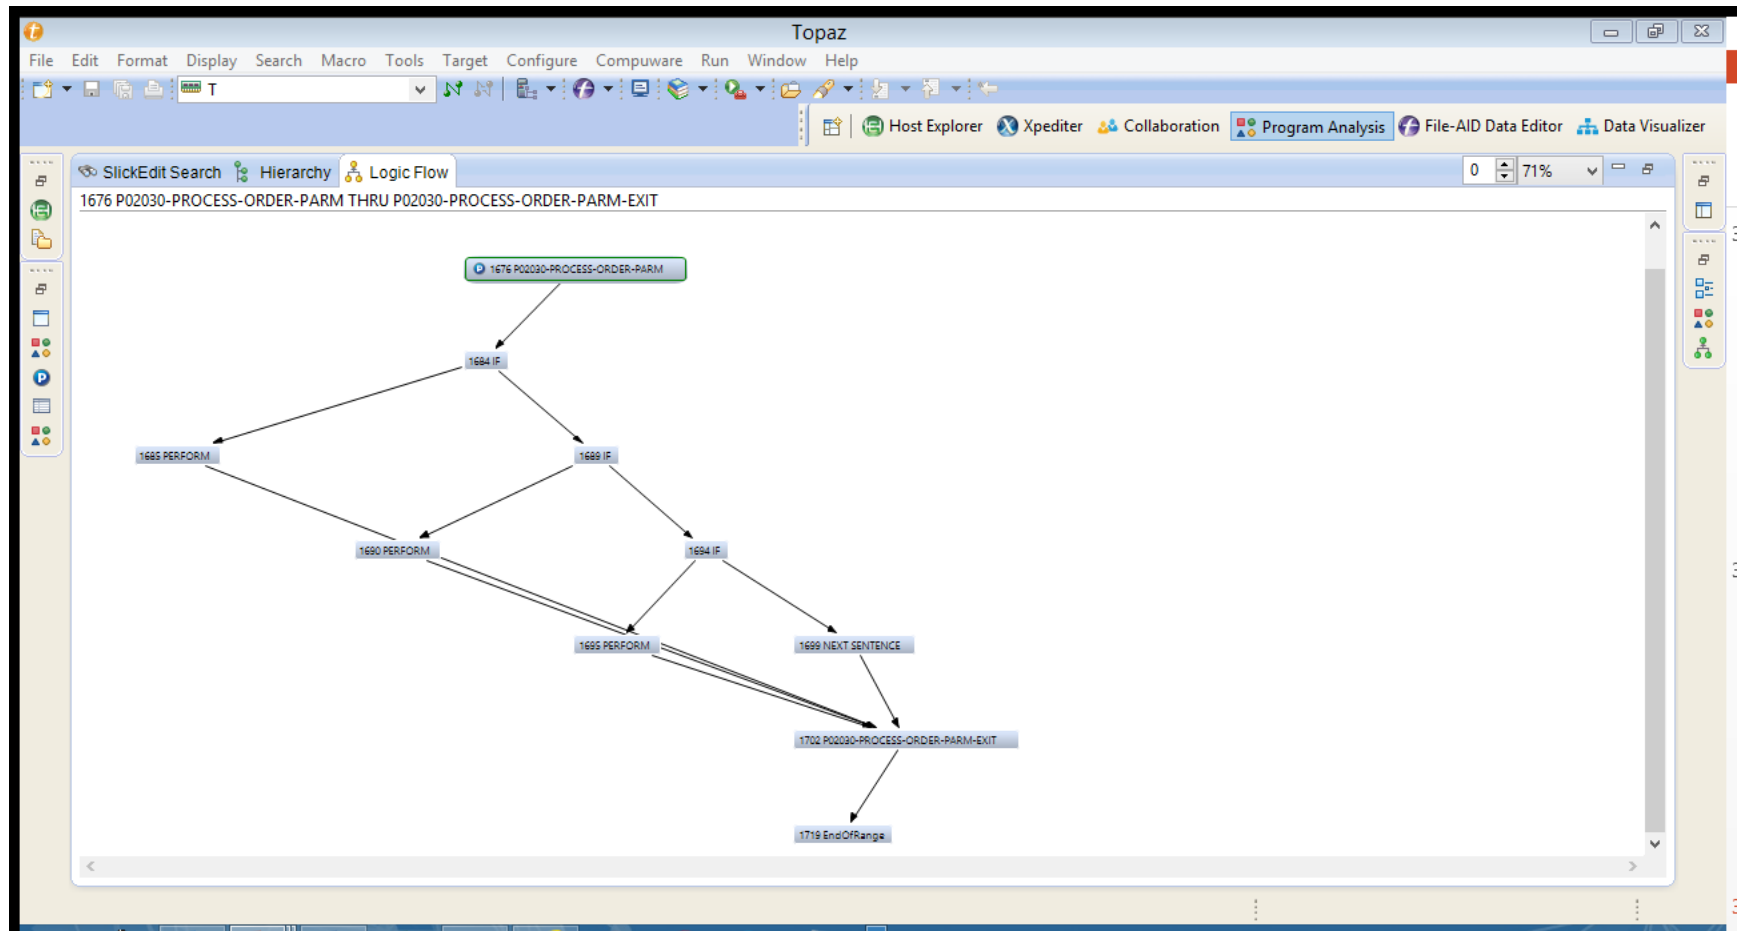 Topaz
File Edit Format Display Search Macro Tools Target Configure Compuware Run Window Help
T
Host Explorer Xpediter Collaboration Program Analysis File-AID Data Editor Data Visualizer
SlickEdit Search Hierarchy Logic Flow 0 71%
1676 P02030-PROCESS-ORDER-PARM THRU P02030-PROCESS-ORDER-PARM-EXIT
1676 P02030-PROCESS-ORDER-PARM
1684 IF
1685 PERFORM 1689 IF
1690 PERFORM 1694 IF
1695 PERFORM 1699 NEXT SENTENCE
1702 P02030-PROCESS-ORDER-PARM-EXIT
1719 EndOfRange